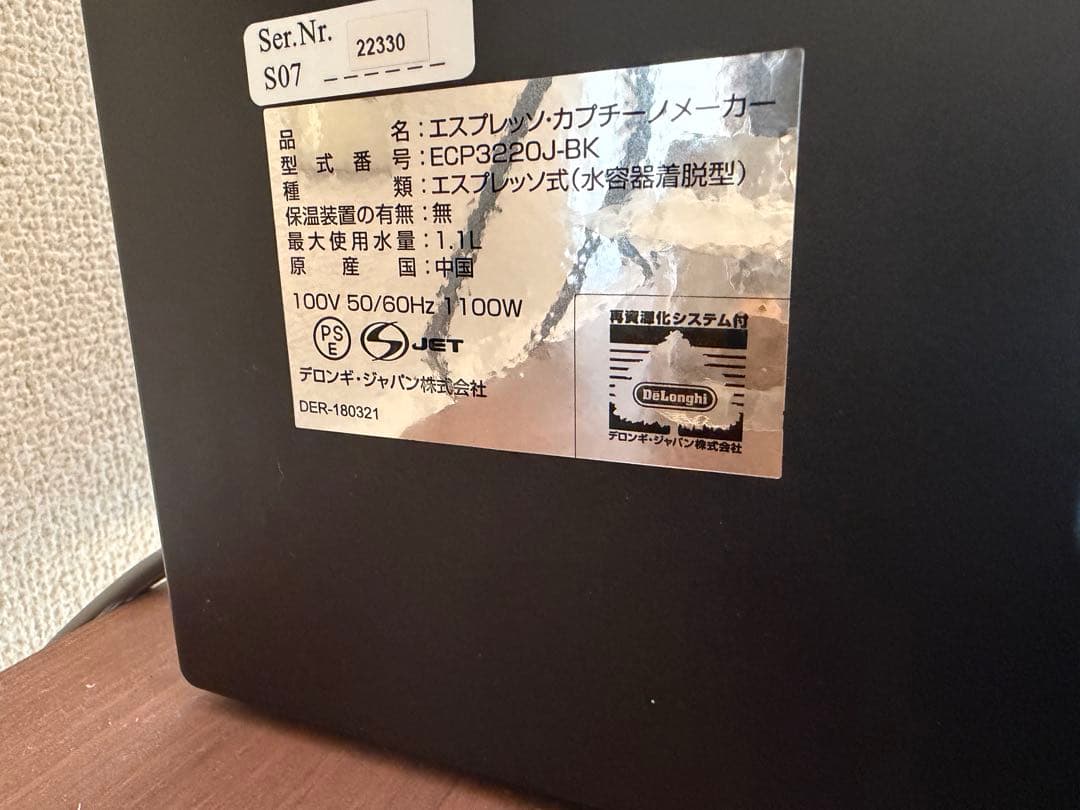 Ser.Nr. 22330
S07 _ _ _ _ _ _ _
品名：エスプレッソ・カプチーノメーカー
型式番号：ECP3220J-BK
種類：エスプレッソ式（水容器着脱型）
保温装置の有無：無
最大使用水量：1.1L
原産国：中国
100V 50/60Hz 1100W
PS
E
JET
デロンギ・ジャパン株式会社
DER-180321
再資源化システム付
DeLonghi
デロンギ・ジャパン株式会社